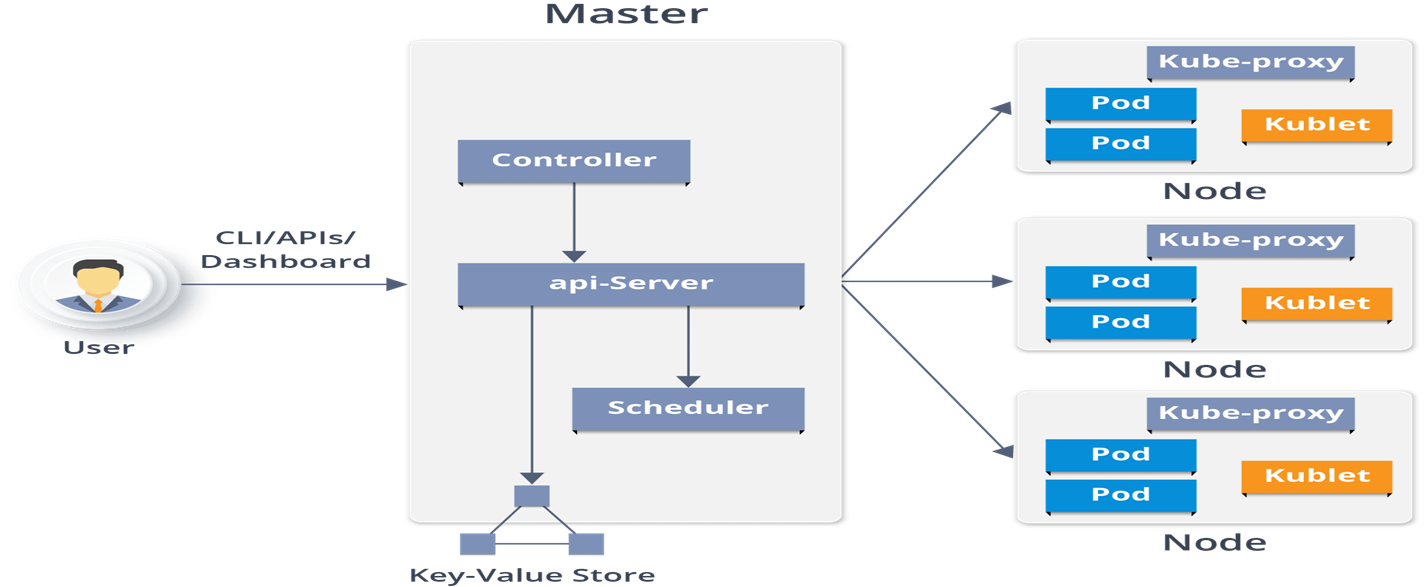 Master
Controller
api-Server
Scheduler
Key-Value Store
CLI/APIs/
Dashboard
User
Kube-proxy
Pod
Pod
Kublet
Node
Kube-proxy
Pod
Pod
Kublet
Node
Kube-proxy
Pod
Pod
Kublet
Node